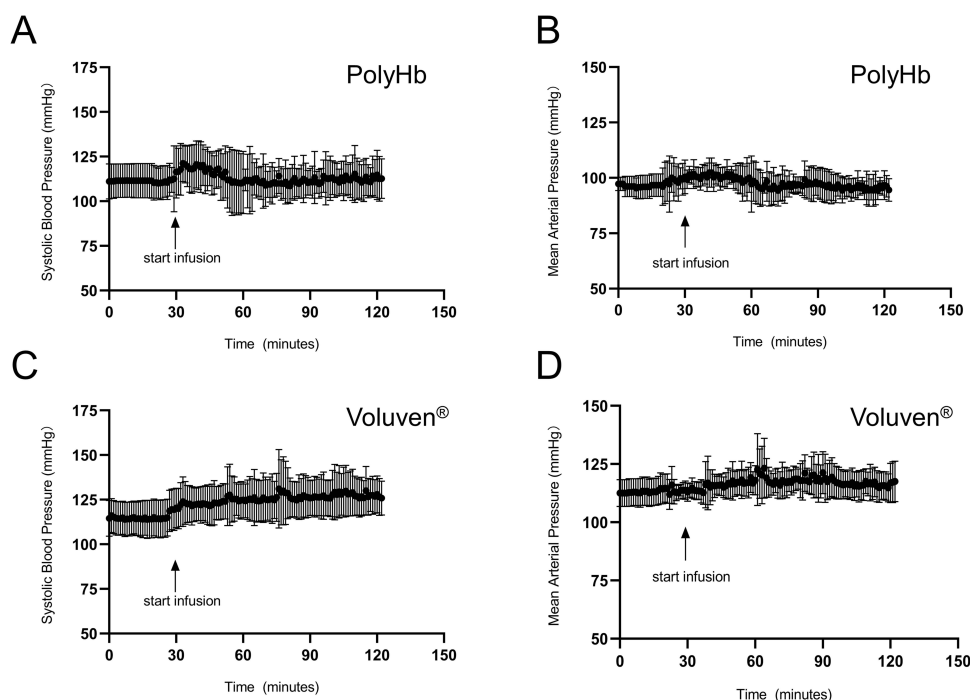 A
PolyHb
Systolic Blood Pressure (mmHg)
175
150
125
100
75
50
start infusion
0 30 60 90 120 150
Time (minutes)
B
PolyHb
Mean Arterial Pressure (mmHg)
150
125
100
75
50
start infusion
0 30 60 90 120 150
Time (minutes)
C
Voluven®
Systolic Blood Pressure (mmHg)
175
150
125
100
75
50
start infusion
0 30 60 90 120 150
Time (minutes)
D
Voluven®
Mean Arterial Pressure (mmHg)
150
125
100
75
50
start infusion
0 30 60 90 120 150
Time (minutes)